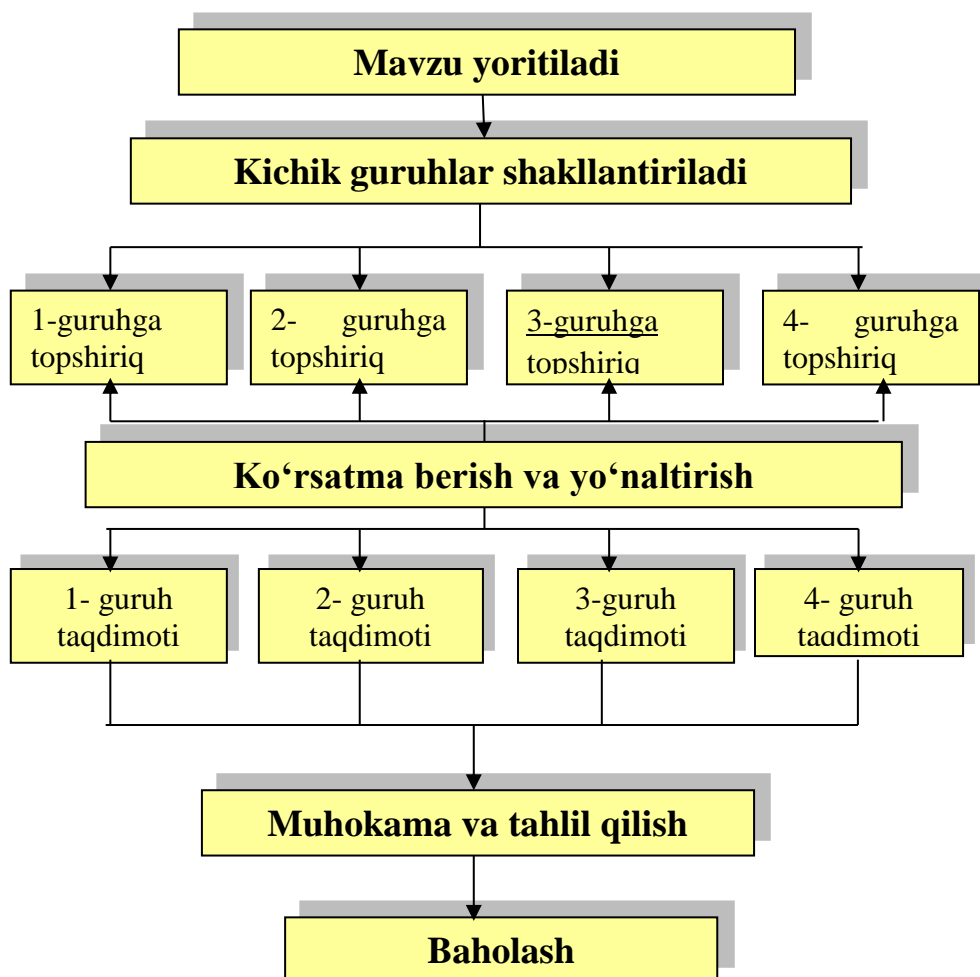 Mavzu yoritiladi
Kichik guruhlar shakllantiriladi
1-guruhga
topshiriq
2- guruhga
topshiriq
3-guruhga
topshiriq
4- guruhga
topshiriq
Ko‘rsatma berish va yo‘naltirish
1- guruh
taqdimoti
2- guruh
taqdimoti
3-guruh
taqdimoti
4- guruh
taqdimoti
Muhokama va tahlil qilish
Baholash